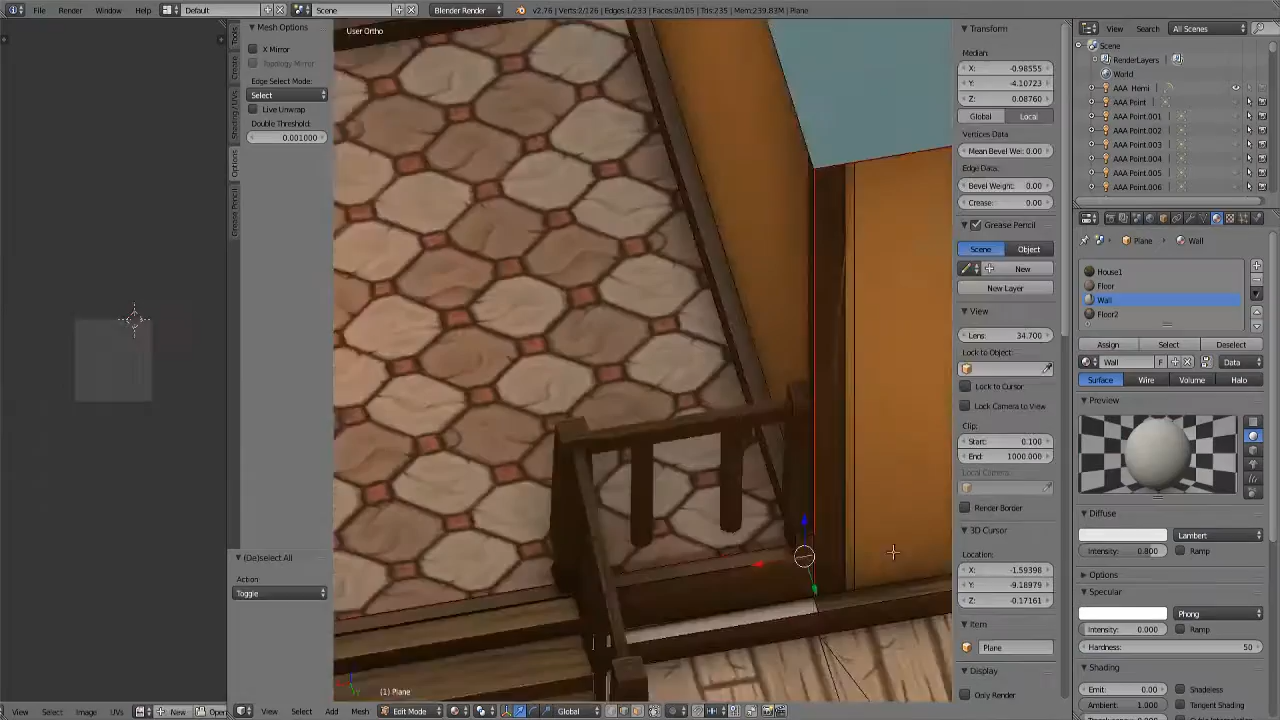 File Render Window Help Default Scene Blender Render v2.76 | Verts:2/126 | Edges:1/233 | Faces:0/105 | Tris:235 | Mem:239.83M | Plane
Tools
Create
Shading / UVs
Options
Grease Pencil
Mesh Options
X Mirror
Topology Mirror
Edge Select Mode:
Select
Live Unwrap
Double Threshold:
0.001000
(De)select All
Action
Toggle
User Ortho
(1) Plane
Transform
Median:
X: -0.98555
Y: -4.10723
Z: 0.08760
Global Local
Vertices Data
Mean Bevel Wei: 0.00
Edge Data:
Bevel Weight: 0.00
Crease: 0.00
Grease Pencil
Scene Object
New
New Layer
View
Lens: 34.700
Lock to Object:
Lock to Cursor
Lock Camera to View
Clip:
Start: 0.100
End: 1000.000
Local Camera:
Render Border
3D Cursor
Location:
X: -1.59398
Y: -9.18979
Z: -0.17161
Item
Plane
Display
Only Render
View Search All Scenes
Scene
RenderLayers
World
AAA Hemi
AAA Point
AAA Point.001
AAA Point.002
AAA Point.003
AAA Point.004
AAA Point.005
AAA Point.006
Plane Wall
House1
Floor
Wall
Floor2
Assign Select Deselect
Wall F Data
Surface Wire Volume Halo
Preview
Diffuse
Lambert
Intensity: 0.800 Ramp
Options
Specular
Phong
Intensity: 0.000 Ramp
Hardness: 50
Shading
Emit: 0.00 Shadeless
Ambient: 1.000 Tangent Shading
View Select Image UVs New Open
View Select Add Mesh Edit Mode Global